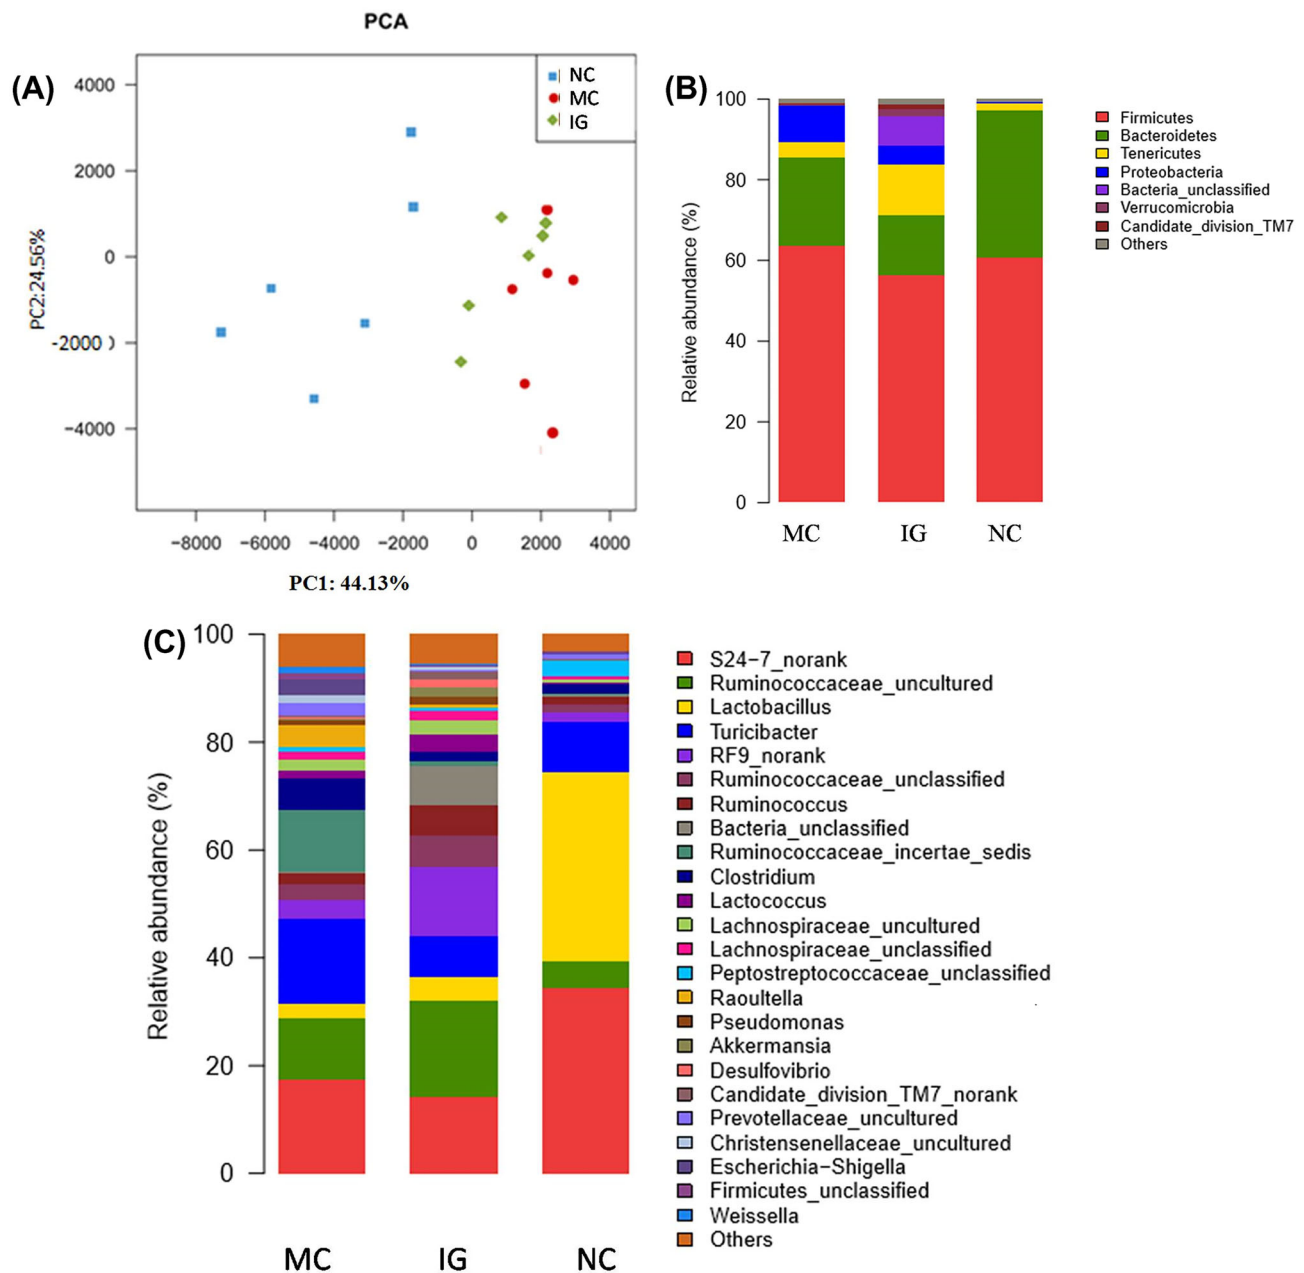 PCA
(A)
4000
2000
0
-2000 )
−4000
PC2:24.56%
NC
MC
IG
−8000 −6000 −4000 −2000 0 2000 4000
PC1: 44.13%
(B)
100
80
60
40
20
0
Relative abundance (%)
MC IG NC
Firmicutes
Bacteroidetes
Tenericutes
Proteobacteria
Bacteria_unclassified
Verrucomicrobia
Candidate_division_TM7
Others
(C)
100
80
60
40
20
0
Relative abundance (%)
MC IG NC
S24−7_norank
Ruminococcaceae_uncultured
Lactobacillus
Turicibacter
RF9_norank
Ruminococcaceae_unclassified
Ruminococcus
Bacteria_unclassified
Ruminococcaceae_incertae_sedis
Clostridium
Lactococcus
Lachnospiraceae_uncultured
Lachnospiraceae_unclassified
Peptostreptococcaceae_unclassified
Raoultella
Pseudomonas
Akkermansia
Desulfovibrio
Candidate_division_TM7_norank
Prevotellaceae_uncultured
Christensenellaceae_uncultured
Escherichia−Shigella
Firmicutes_unclassified
Weissella
Others